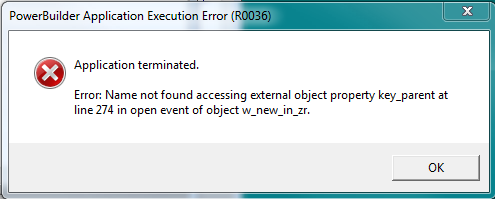 PowerBuilder Application Execution Error (R0036)
Application terminated.
Error: Name not found accessing external object property key_parent at
line 274 in open event of object w_new_in_zr.
OK